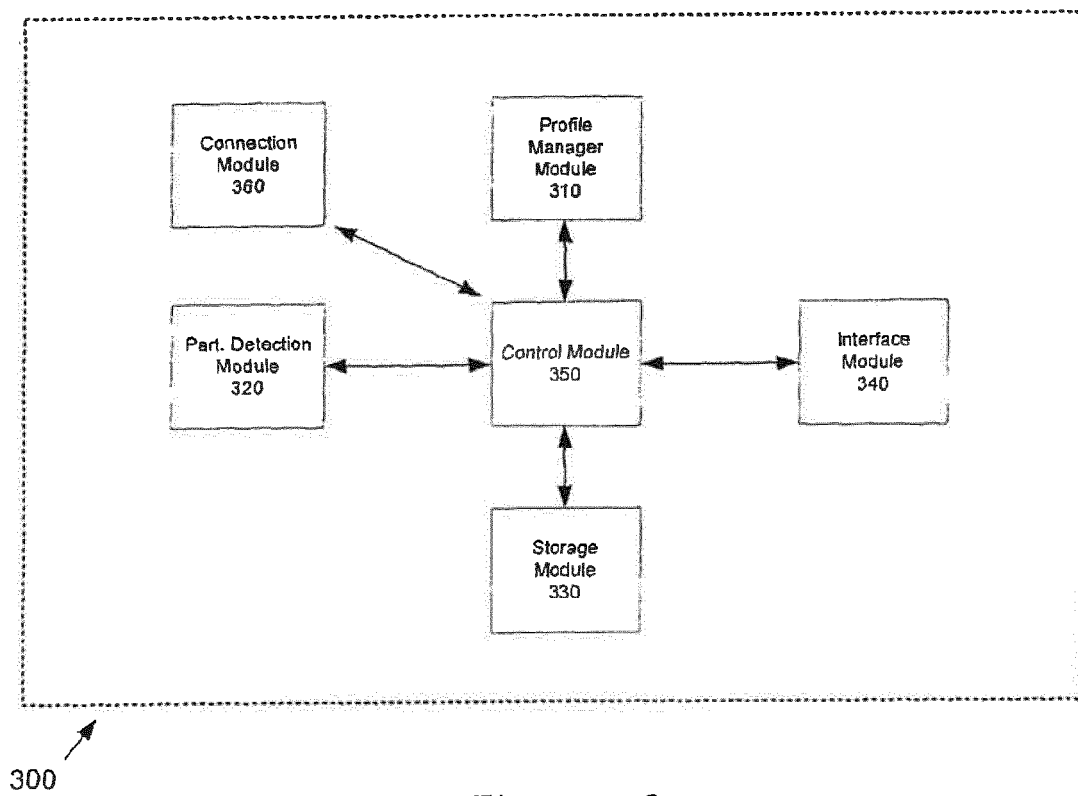 Connection
Module
360
Profile
Manager
Module
310
Part. Detection
Module
320
Control Module
350
Interface
Module
340
Storage
Module
330
300